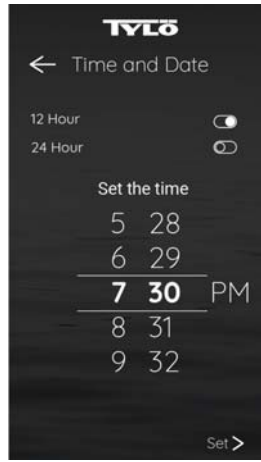 TYLÖ
Time and Date
12 Hour
24 Hour
Set the time
5 28
6 29
7 30 PM
8 31
9 32
Set >